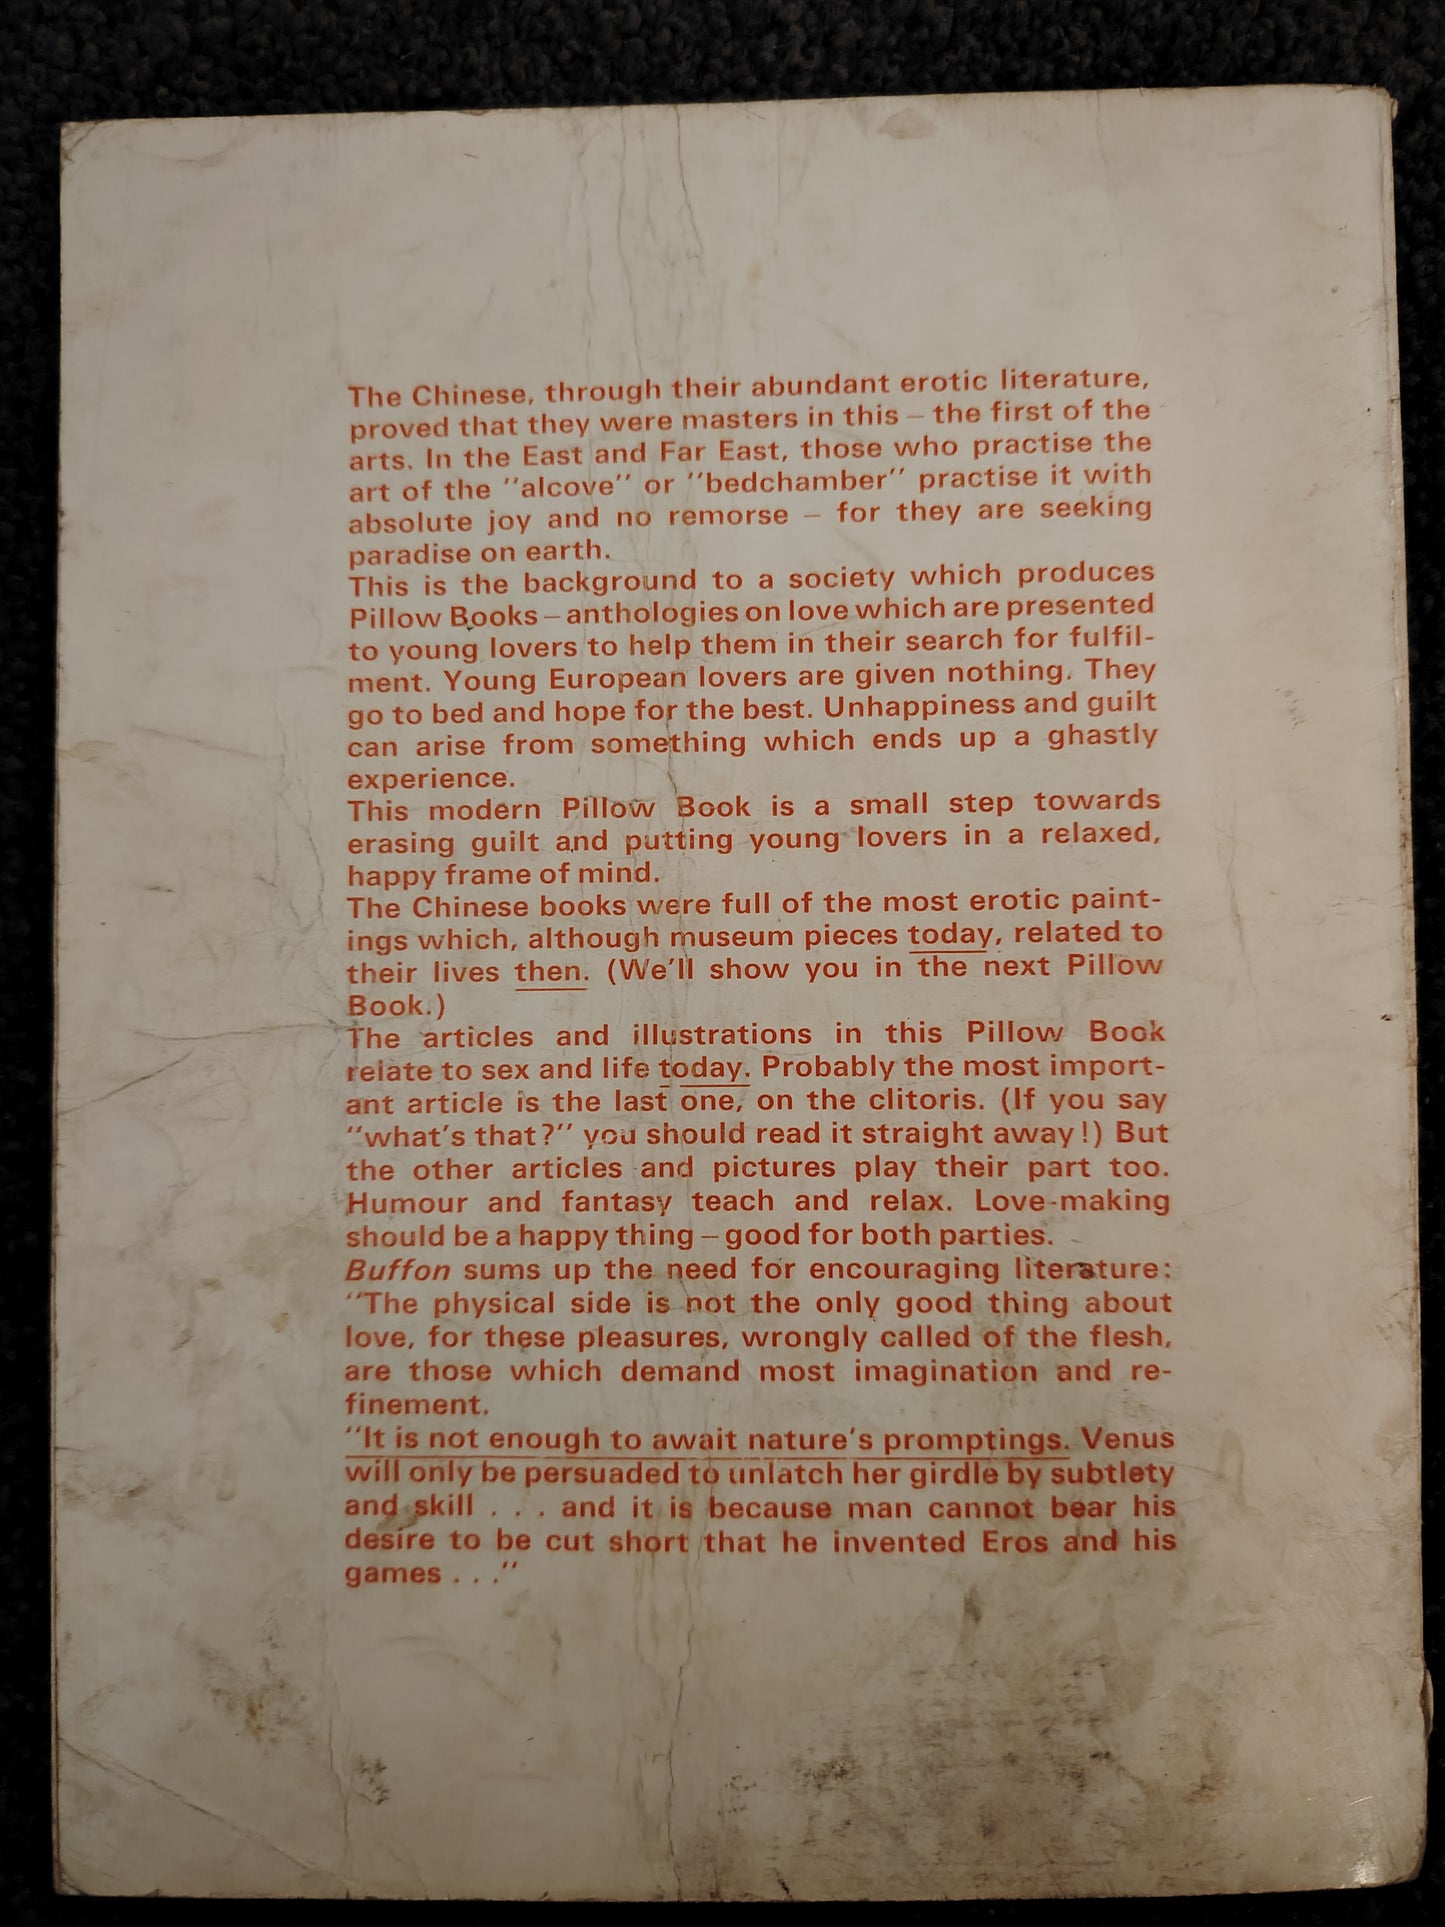 The Chinese, through their abundant erotic literature,
proved that they were masters in this – the first of the
arts. In the East and Far East, those who practise the
art of the "alcove" or "bedchamber" practise it with
absolute joy and no remorse – for they are seeking
paradise on earth.
This is the background to a society which produces
Pillow Books – anthologies on love which are presented
to young lovers to help them in their search for fulfil-
ment. Young European lovers are given nothing. They
go to bed and hope for the best. Unhappiness and guilt
can arise from something which ends up a ghastly
experience.
This modern Pillow Book is a small step towards
erasing guilt and putting young lovers in a relaxed,
happy frame of mind.
The Chinese books were full of the most erotic paint-
ings which, although museum pieces today, related to
their lives then. (We'll show you in the next Pillow
Book.)
The articles and illustrations in this Pillow Book
relate to sex and life today. Probably the most import-
ant article is the last one, on the clitoris. (If you say
"what's that?" you should read it straight away!) But
the other articles and pictures play their part too.
Humour and fantasy teach and relax. Love-making
should be a happy thing – good for both parties.
Buffon sums up the need for encouraging literature:
"The physical side is not the only good thing about
love, for these pleasures, wrongly called of the flesh,
are those which demand most imagination and re-
finement.
"It is not enough to await nature's promptings. Venus
will only be persuaded to unlatch her girdle by subtlety
and skill . . . and it is because man cannot bear his
desire to be cut short that he invented Eros and his
games . . ."